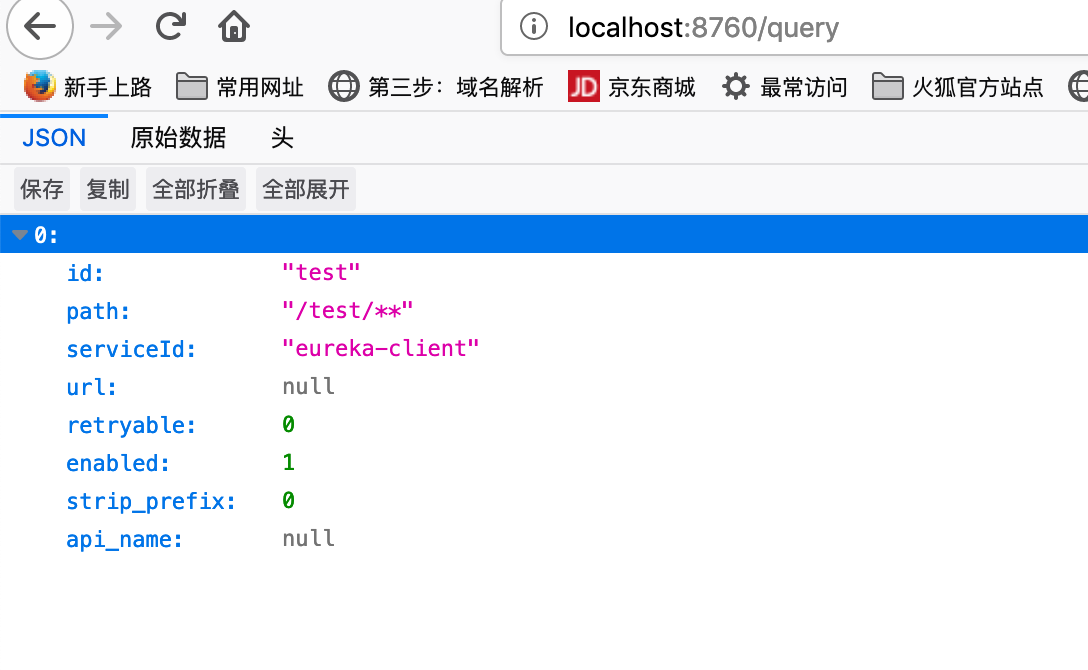 localhost:8760/query
新手上路 常用网址 第三步：域名解析 JD 京东商城 最常访问 火狐官方站点
JSON 原始数据 头
保存 复制 全部折叠 全部展开
0:
id: "test"
path: "/test/**"
serviceId: "eureka-client"
url: null
retryable: 0
enabled: 1
strip_prefix: 0
api_name: null